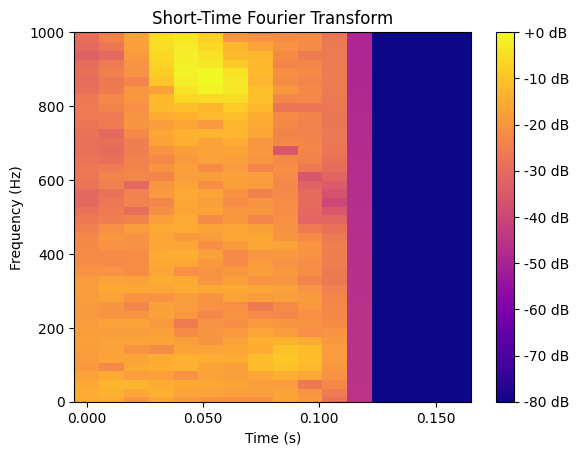 Short-Time Fourier Transform
Frequency (Hz)
1000
800
600
400
200
0
0.000
0.050
0.100
0.150
Time (s)
+0 dB
-10 dB
-20 dB
-30 dB
-40 dB
-50 dB
-60 dB
-70 dB
-80 dB